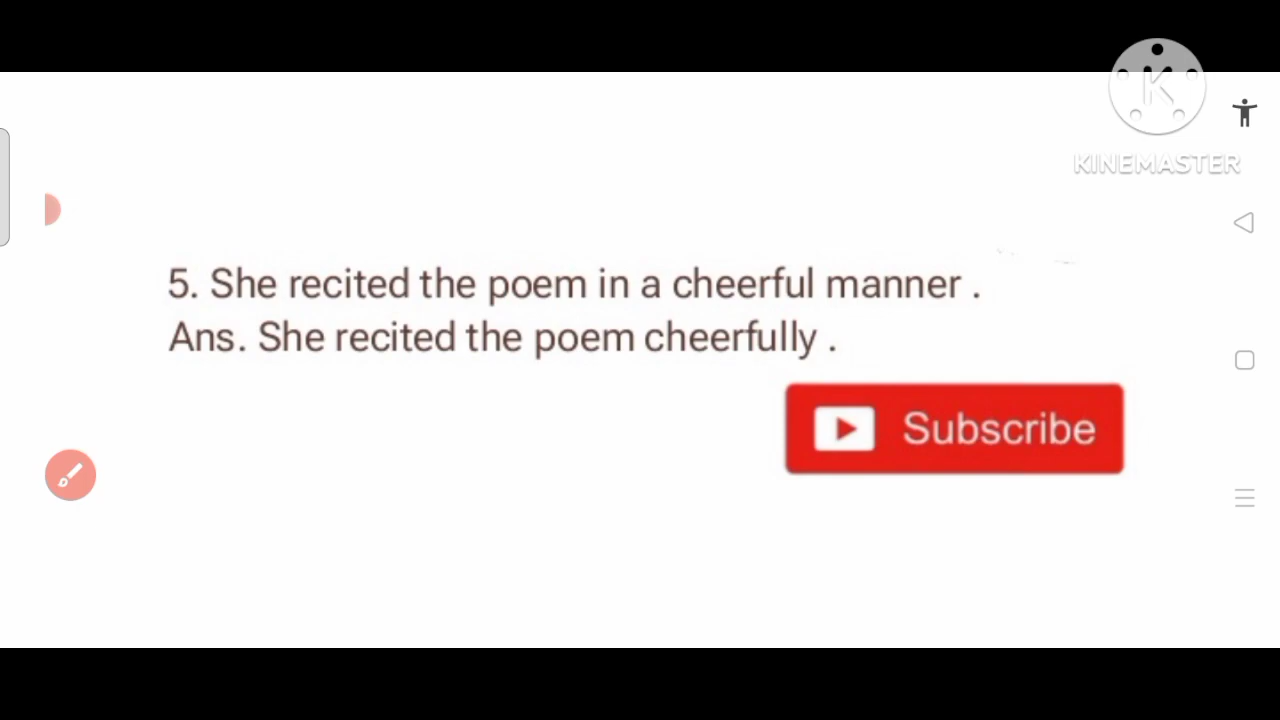 KINEMASTER
5. She recited the poem in a cheerful manner .
Ans. She recited the poem cheerfully .
Subscribe